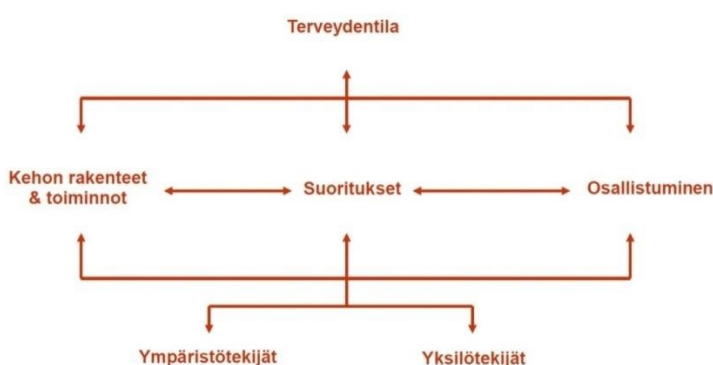 Terveydentila
Kehon rakenteet
& toiminnot
Suoritukset
Osallistuminen
Ympäristötekijät
Yksilötekijät